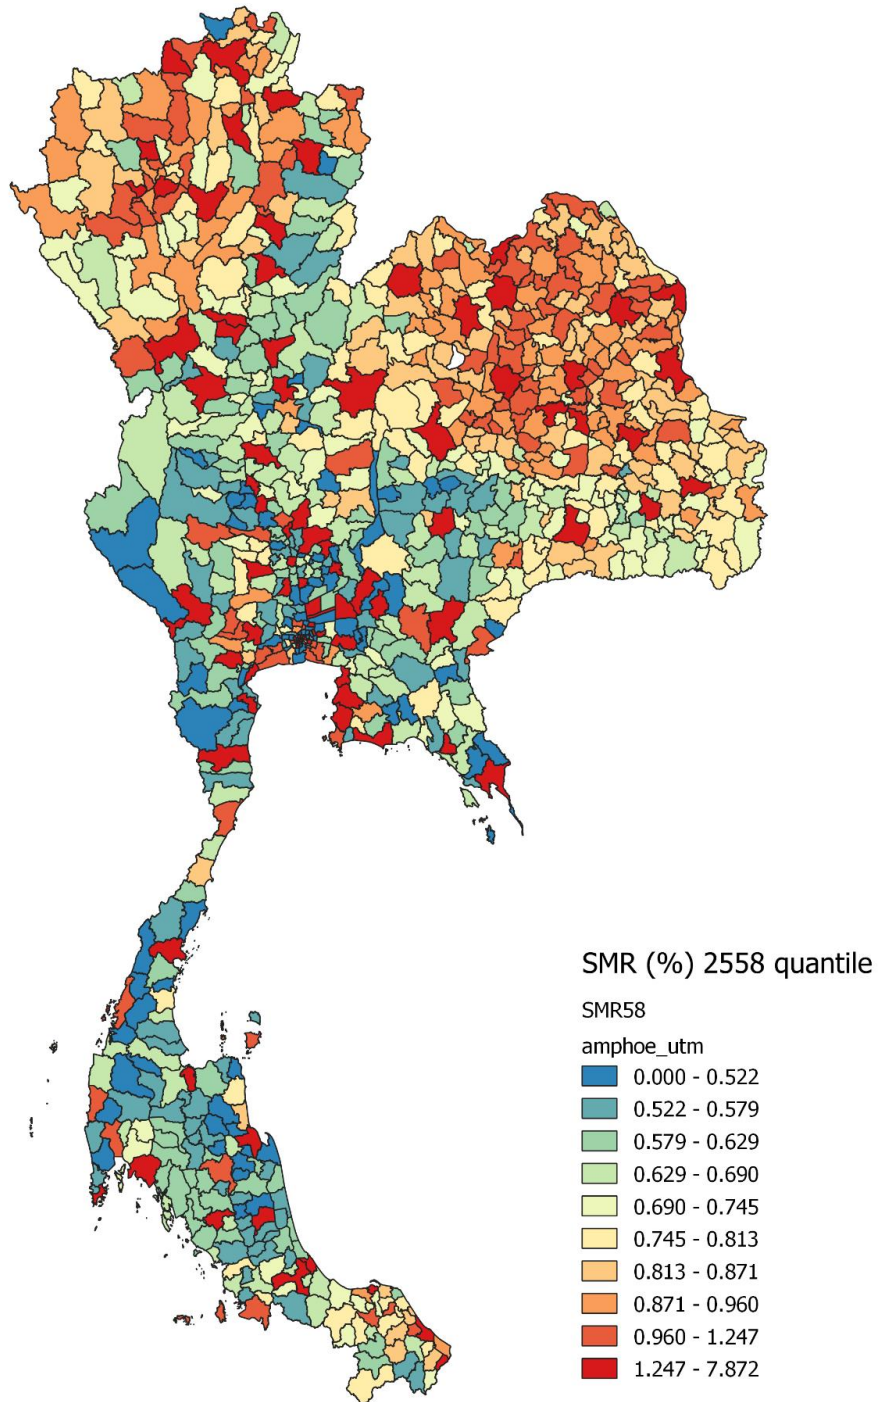 SMR (%) 2558 quantile
SMR58
amphoe_utm
0.000 - 0.522
0.522 - 0.579
0.579 - 0.629
0.629 - 0.690
0.690 - 0.745
0.745 - 0.813
0.813 - 0.871
0.871 - 0.960
0.960 - 1.247
1.247 - 7.872